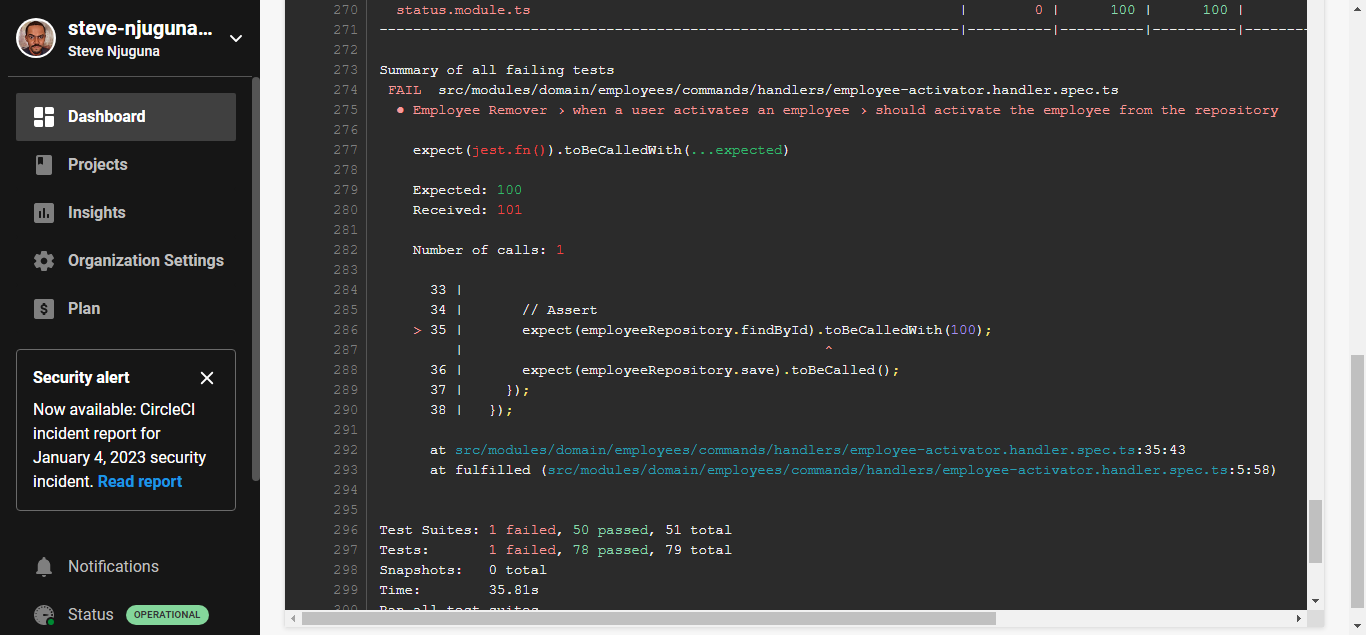 steve-njuguna...
Steve Njuguna
Dashboard
Projects
Insights
Organization Settings
Plan
Security alert
Now available: CircleCI
incident report for
January 4, 2023 security
incident. Read report
Notifications
Status OPERATIONAL
270 status.module.ts | 0 | 100 | 100 |
271 ---------------------------------------------------------------------|----------|----------|----------|--------
272
273 Summary of all failing tests
274 FAIL src/modules/domain/employees/commands/handlers/employee-activator.handler.spec.ts
275 ● Employee Remover › when a user activates an employee › should activate the employee from the repository
276
277 expect(jest.fn()).toBeCalledWith(...expected)
278
279 Expected: 100
280 Received: 101
281
282 Number of calls: 1
283
284 33 |
285 34 | // Assert
286 > 35 | expect(employeeRepository.findById).toBeCalledWith(100);
287 | ^
288 36 | expect(employeeRepository.save).toBeCalled();
289 37 | });
290 38 | });
291
292 at src/modules/domain/employees/commands/handlers/employee-activator.handler.spec.ts:35:43
293 at fulfilled (src/modules/domain/employees/commands/handlers/employee-activator.handler.spec.ts:5:58)
294
295
296 Test Suites: 1 failed, 50 passed, 51 total
297 Tests: 1 failed, 78 passed, 79 total
298 Snapshots: 0 total
299 Time: 35.81s
300 Ran all test suites